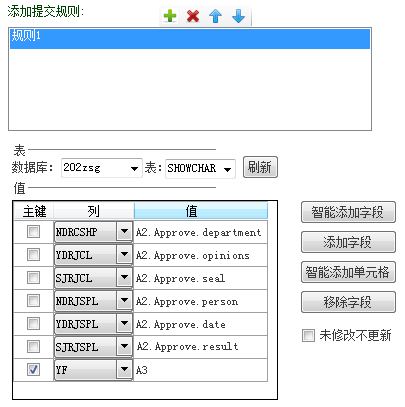 添加提交规则:
规则1
表
数据库: 202zsg 表: SHOWCHAR 刷新
值
主键 列 值
NDRCSHP A2.Approve.department
YDRJCL A2.Approve.opinions
SJRJCL A2.Approve.seal
NDRJSPL A2.Approve.person
YDRJSPL A2.Approve.date
SJRJSPL A2.Approve.result
YF A3
智能添加字段
添加字段
智能添加单元格
移除字段
未修改不更新